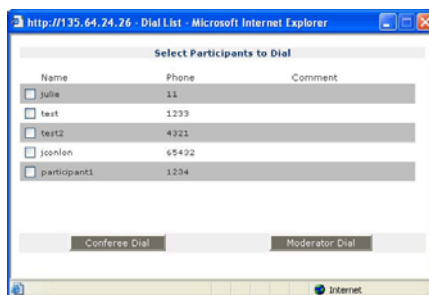 http://135.64.24.26 - Dial List - Microsoft Internet Explorer
Select Participants to Dial
Name Phone Comment
julie 11
test 1233
test2 4321
jconlon 65432
participant1 1234
Conferee Dial Moderator Dial
Internet